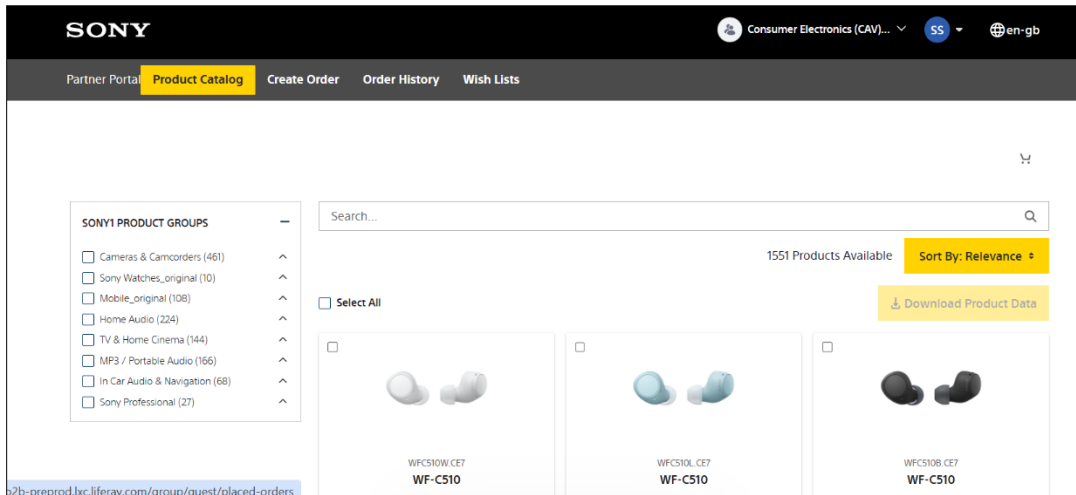 SONY
Consumer Electronics (CAV)...
SS
en-gb
Partner Portal
Product Catalog
Create Order
Order History
Wish Lists
SONY1 PRODUCT GROUPS
Cameras & Camcorders (461)
Sony Watches_original (10)
Mobile_original (108)
Home Audio (224)
TV & Home Cinema (144)
MP3 / Portable Audio (166)
In Car Audio & Navigation (68)
Sony Professional (27)
Search...
1551 Products Available
Sort By: Relevance
Select All
Download Product Data
WFC510W.CE7
WF-C510
WFC510L.CE7
WF-C510
WFC510B.CE7
WF-C510
b2b-preprod.lxc.liferay.com/group/guest/placed-orders